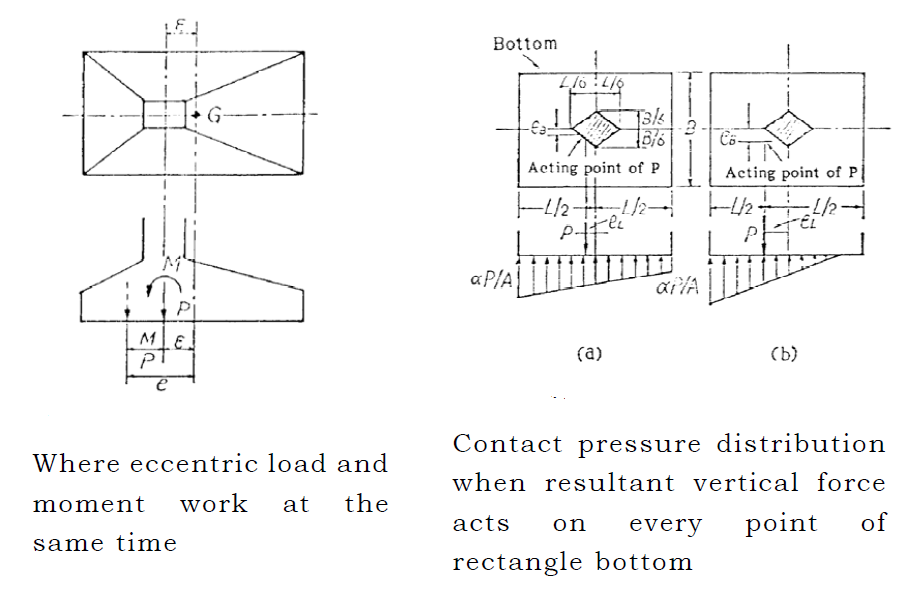 E
G
M
P
M
P
ε
e
Where eccentric load and
moment work at the
same time
Bottom
L/6 L/6
B/6
B/6
eB
Acting point of P
B
L/2 L/2
P eL
αP/A
(a)
eB
Acting point of P
L/2 L/2
P eL
αP/A
(b)
Contact pressure distribution
when resultant vertical force
acts on every point of
rectangle bottom